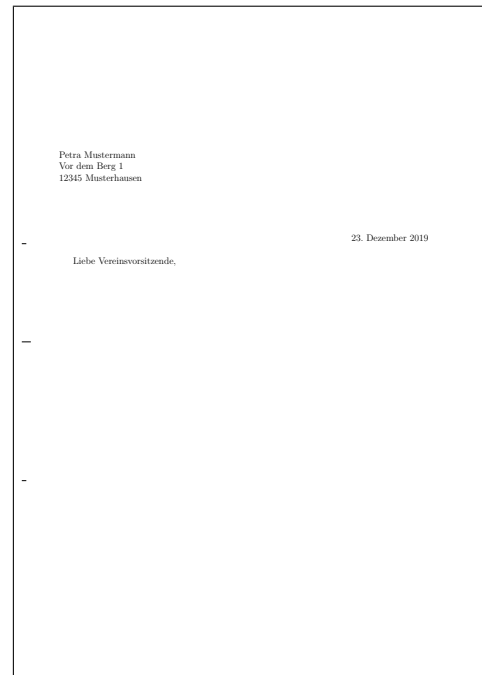 Petra Mustermann
Vor dem Berg 1
12345 Musterhausen
23. Dezember 2019
Liebe Vereinsvorsitzende,